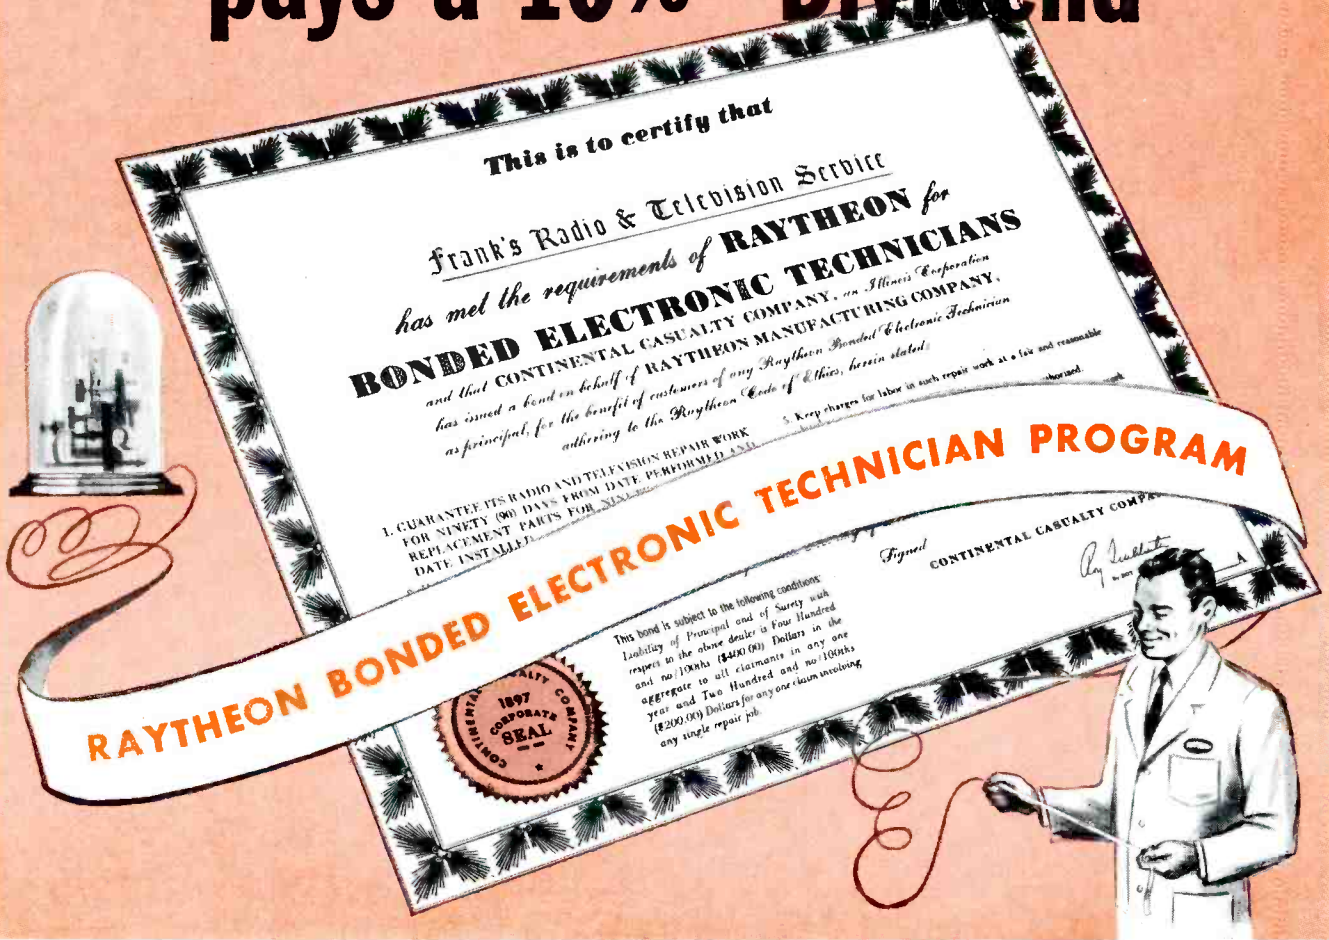 pays a 10% "Dividend
This is to certify that
Frank's Radio & Television Service
has met the requirements of RAYTHEON for
BONDED ELECTRONIC TECHNICIANS
and that CONTINENTAL CASUALTY COMPANY, an Illinois Corporation
has issued a bond on behalf of RAYTHEON MANUFACTURING COMPANY,
as principal, for the benefit of customers of any Raytheon Bonded Electronic Technician
adhering to the Raytheon Code of Ethics, herein stated:
1. GUARANTEE ITS RADIO AND TELEVISION REPAIR WORK
FOR NINETY (90) DAYS FROM DATE PERFORMED AND
REPLACEMENT PARTS FOR
DATE INSTALLED
5. Keep charges for labor in such repair work at a fair and reasonable
RAYTHEON BONDED ELECTRONIC TECHNICIAN PROGRAM
Signed
CONTINENTAL CASUALTY COMPA
This bond is subject to the following conditions:
Liability of Principal and of Surety with
respect to the above dealer is Four Hundred
and no/100ths ($400.00) Dollars in the
aggregate to all claimants in any one
year and Two Hundred and no/100ths
($200.00) Dollars for any one claim involving
any single repair job.
CONTINENTAL CASUALTY COMPANY
1897
CORPORATE
SEAL